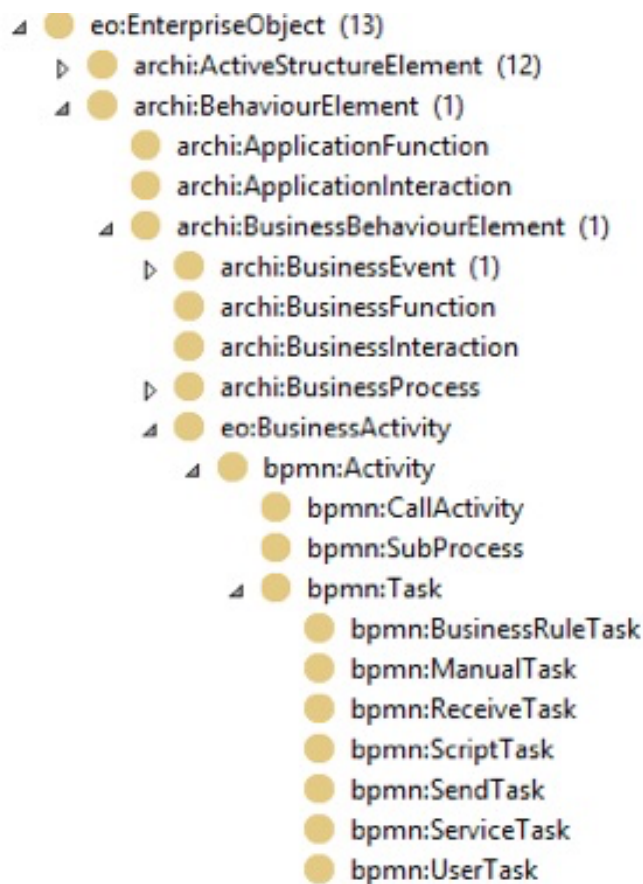 eo:EnterpriseObject (13)
archi:ActiveStructureElement (12)
archi:BehaviourElement (1)
archi:ApplicationFunction
archi:ApplicationInteraction
archi:BusinessBehaviourElement (1)
archi:BusinessEvent (1)
archi:BusinessFunction
archi:BusinessInteraction
archi:BusinessProcess
eo:BusinessActivity
bpmn:Activity
bpmn:CallActivity
bpmn:SubProcess
bpmn:Task
bpmn:BusinessRuleTask
bpmn:ManualTask
bpmn:ReceiveTask
bpmn:ScriptTask
bpmn:SendTask
bpmn:ServiceTask
bpmn:UserTask